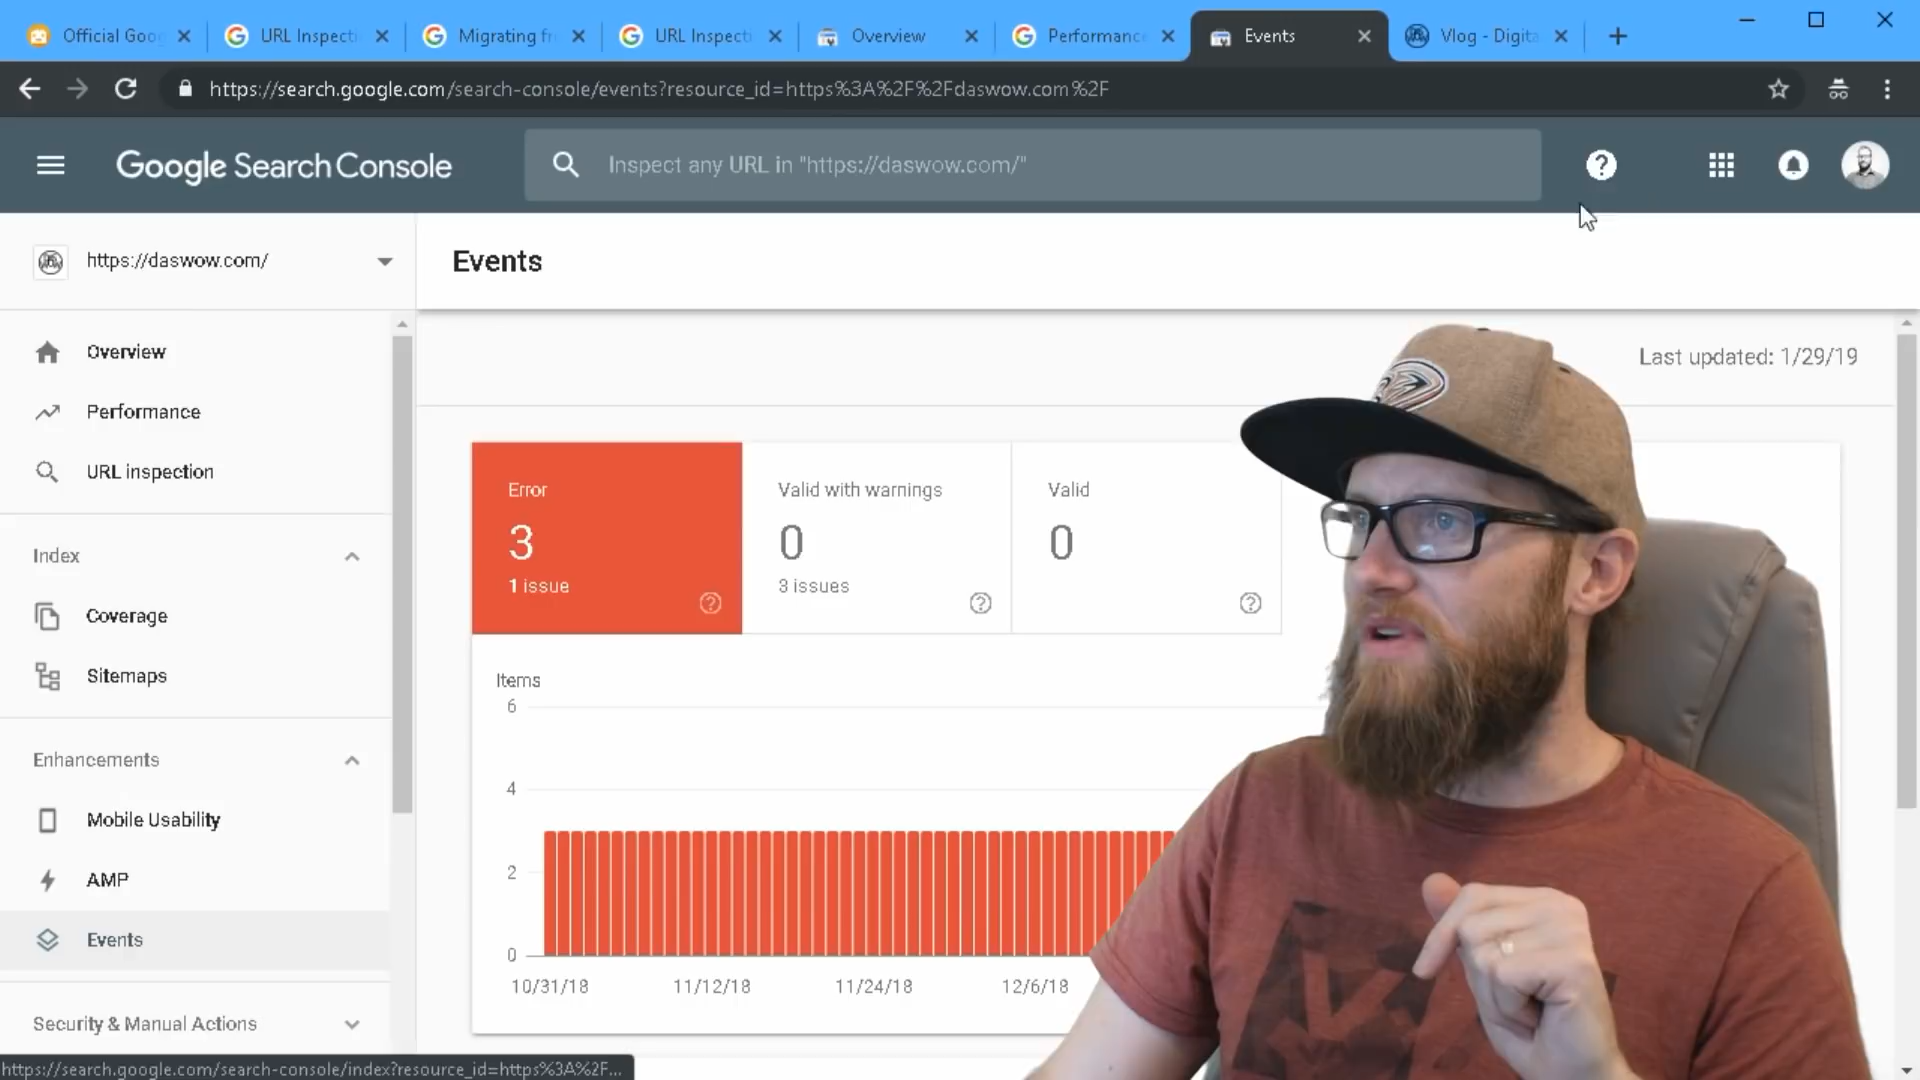 Official Goo
URL Inspect
Migrating fr
URL Inspect
Overview
Performance
Events
Vlog - Digita
https://search.google.com/search-console/events?resource_id=https%3A%2F%2Fdaswow.com%2F
Google Search Console
Inspect any URL in "https://daswow.com/"
https://daswow.com/
Events
Overview
Performance
URL inspection
Index
Coverage
Sitemaps
Enhancements
Mobile Usability
AMP
Events
Security & Manual Actions
Last updated: 1/29/19
Error
3
1 issue
Valid with warnings
0
3 issues
Valid
0
Items
6
4
2
0
10/31/18
11/12/18
11/24/18
12/6/18
https://search.google.com/search-console/index?resource_id=https%3A%2F...